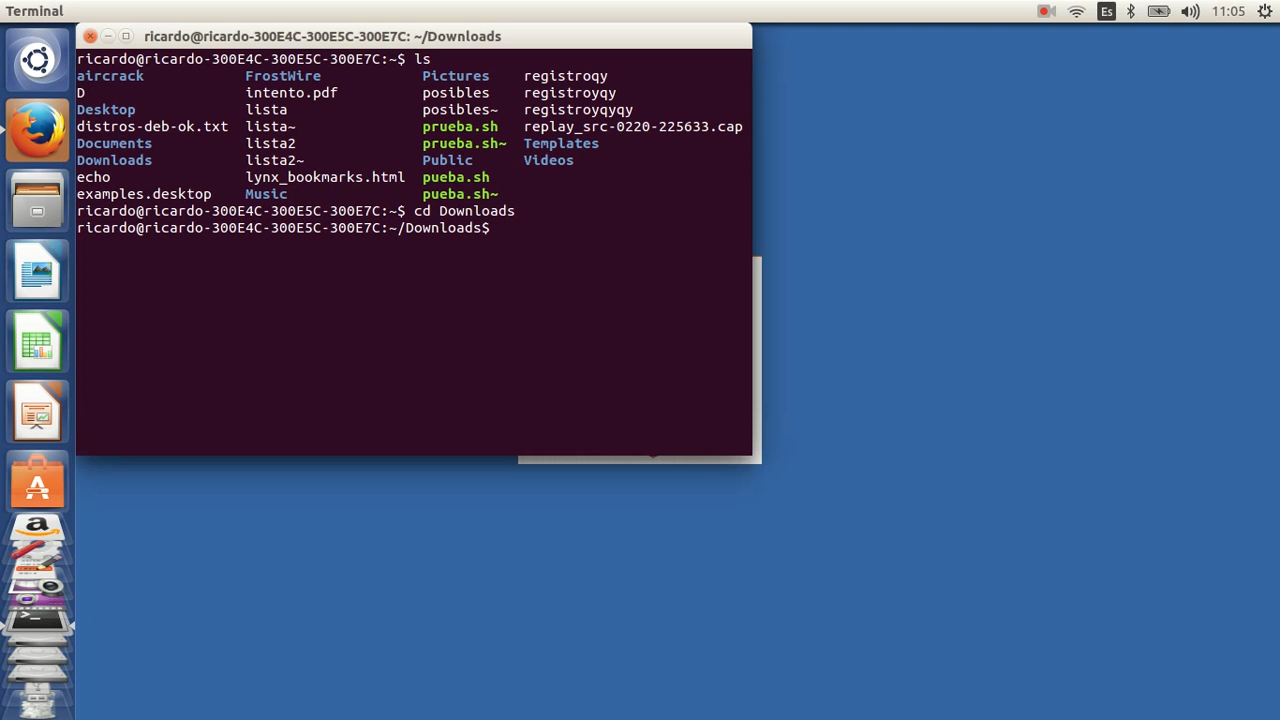 Terminal
Es
11:05
ricardo@ricardo-300E4C-300E5C-300E7C: ~/Downloads
ricardo@ricardo-300E4C-300E5C-300E7C:~$ ls
aircrack FrostWire Pictures registroqy
D intento.pdf posibles registroyqy
Desktop lista posibles~ registroyqyqy
distros-deb-ok.txt lista~ prueba.sh replay_src-0220-225633.cap
Documents lista2 prueba.sh~ Templates
Downloads lista2~ Public Videos
echo lynx_bookmarks.html pueba.sh
examples.desktop Music pueba.sh~
ricardo@ricardo-300E4C-300E5C-300E7C:~$ cd Downloads
ricardo@ricardo-300E4C-300E5C-300E7C:~/Downloads$